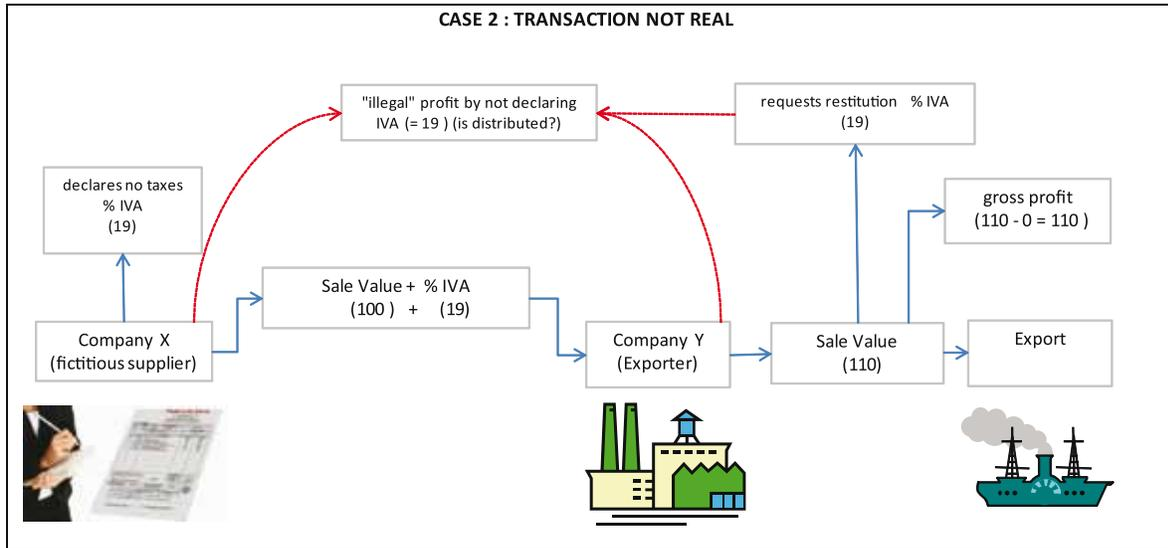 CASE 2 : TRANSACTION NOT REAL
"illegal" profit by not declaring
IVA (= 19 ) (is distributed?)
requests restitution % IVA
(19)
declares no taxes
% IVA
(19)
gross profit
(110 - 0 = 110 )
Sale Value + % IVA
(100 ) + (19)
Company X
(fictitious supplier)
Company Y
(Exporter)
Sale Value
(110)
Export